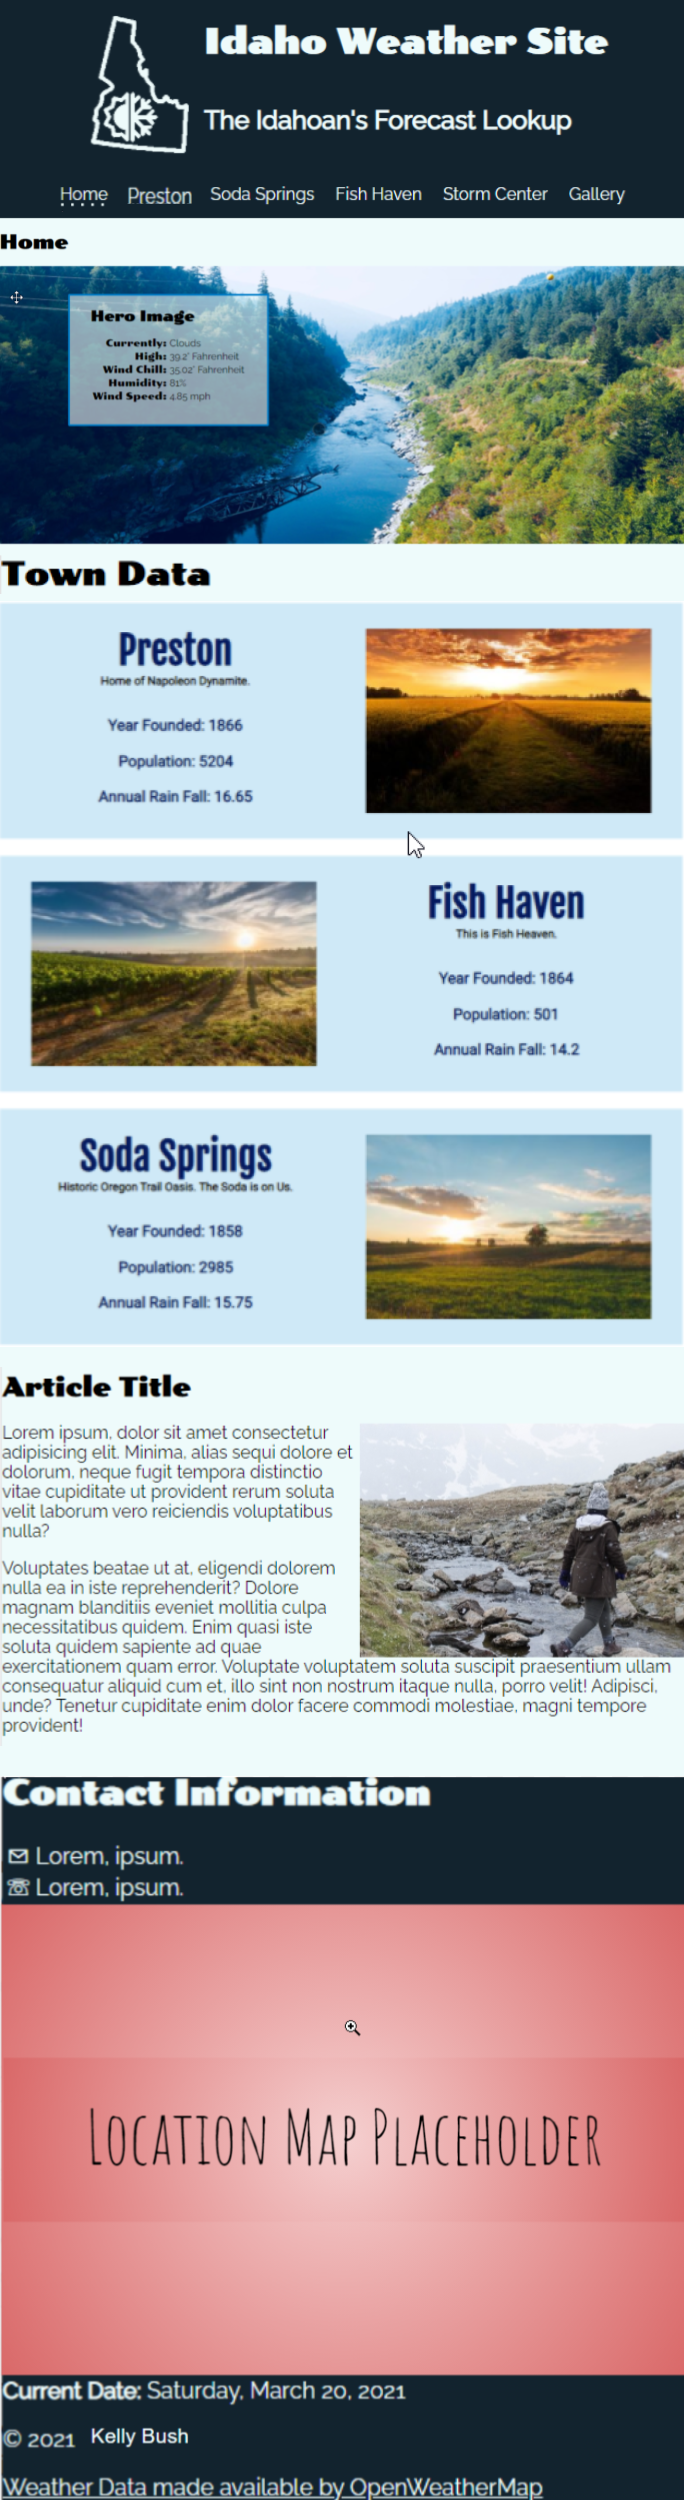 Idaho Weather Site
The Idahoan's Forecast Lookup
Home Preston Soda Springs Fish Haven Storm Center Gallery
Home
Hero Image
Currently: Clouds
High: 39.2° Fahrenheit
Wind Chill: 35.02° Fahrenheit
Humidity: 81%
Wind Speed: 4.85 mph
Town Data
Preston
Home of Napoleon Dynamite.
Year Founded: 1866
Population: 5204
Annual Rain Fall: 16.65
Fish Haven
This is Fish Heaven.
Year Founded: 1864
Population: 501
Annual Rain Fall: 14.2
Soda Springs
Historic Oregon Trail Oasis. The Soda is on Us.
Year Founded: 1858
Population: 2985
Annual Rain Fall: 15.75
Article Title
Lorem ipsum, dolor sit amet consectetur
adipisicing elit. Minima, alias sequi dolore et
dolorum, neque fugit tempora distinctio
vitae cupiditate ut provident rerum soluta
velit laborum vero reiciendis voluptatibus
nulla?
Voluptates beatae ut at, eligendi dolorem
nulla ea in iste reprehenderit? Dolore
magnam blanditiis eveniet mollitia culpa
necessitatibus quidem. Enim quasi iste
soluta quidem sapiente ad quae
exercitationem quam error. Voluptate voluptatem soluta suscipit praesentium ullam
consequatur aliquid cum et, illo sint non nostrum itaque nulla, porro velit! Adipisci,
unde? Tenetur cupiditate enim dolor facere commodi molestiae, magni tempore
provident!
Contact Information
✉ Lorem, ipsum.
☏ Lorem, ipsum.
Location Map Placeholder
Current Date: Saturday, March 20, 2021
© 2021 Kelly Bush
Weather Data made available by OpenWeatherMap